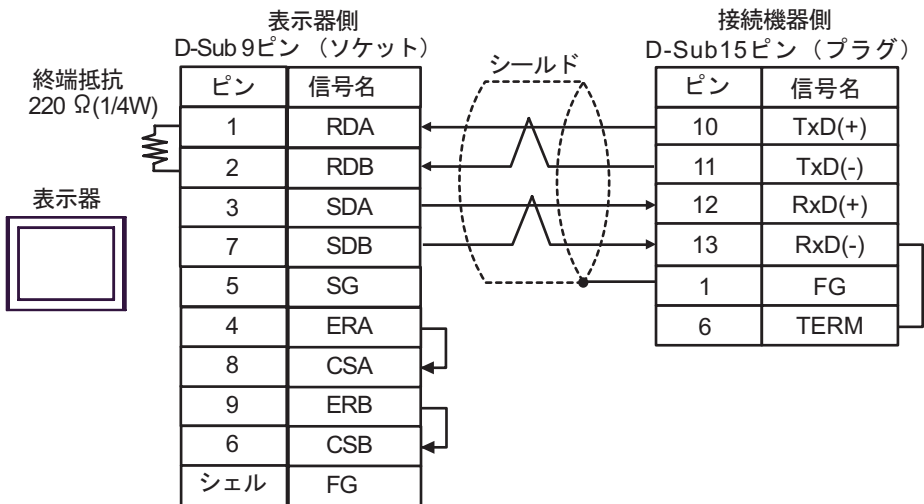 表示器側
D-Sub 9ピン （ソケット）
接続機器側
D-Sub15ピン（プラグ）
終端抵抗
220 Ω(1/4W)
シールド
表示器
ピン 信号名
1 RDA
2 RDB
3 SDA
7 SDB
5 SG
4 ERA
8 CSA
9 ERB
6 CSB
シェル FG
ピン 信号名
10 TxD(+)
11 TxD(-)
12 RxD(+)
13 RxD(-)
1 FG
6 TERM